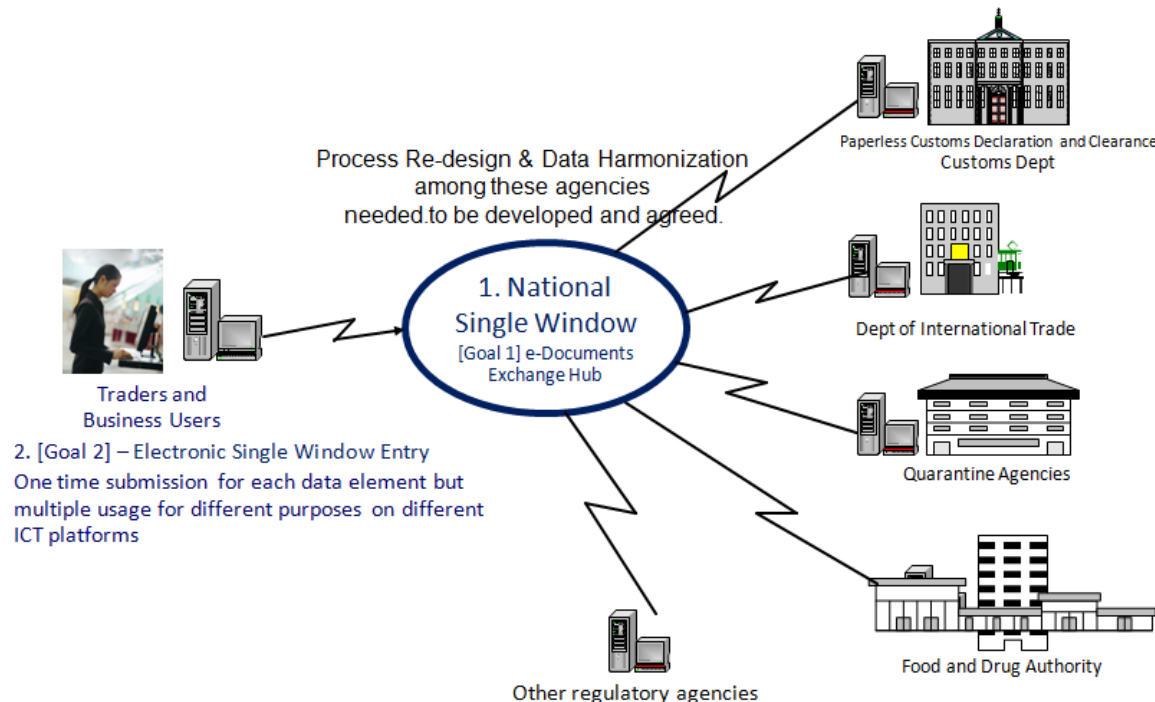 Paperless Customs Declaration and Clearance
Customs Dept
Process Re-design & Data Harmonization
among these agencies
needed.to be developed and agreed.
1. National
Single Window
[Goal 1] e-Documents
Exchange Hub
Dept of International Trade
Traders and
Business Users
2. [Goal 2] – Electronic Single Window Entry
One time submission for each data element but
multiple usage for different purposes on different
ICT platforms
Quarantine Agencies
Food and Drug Authority
Other regulatory agencies